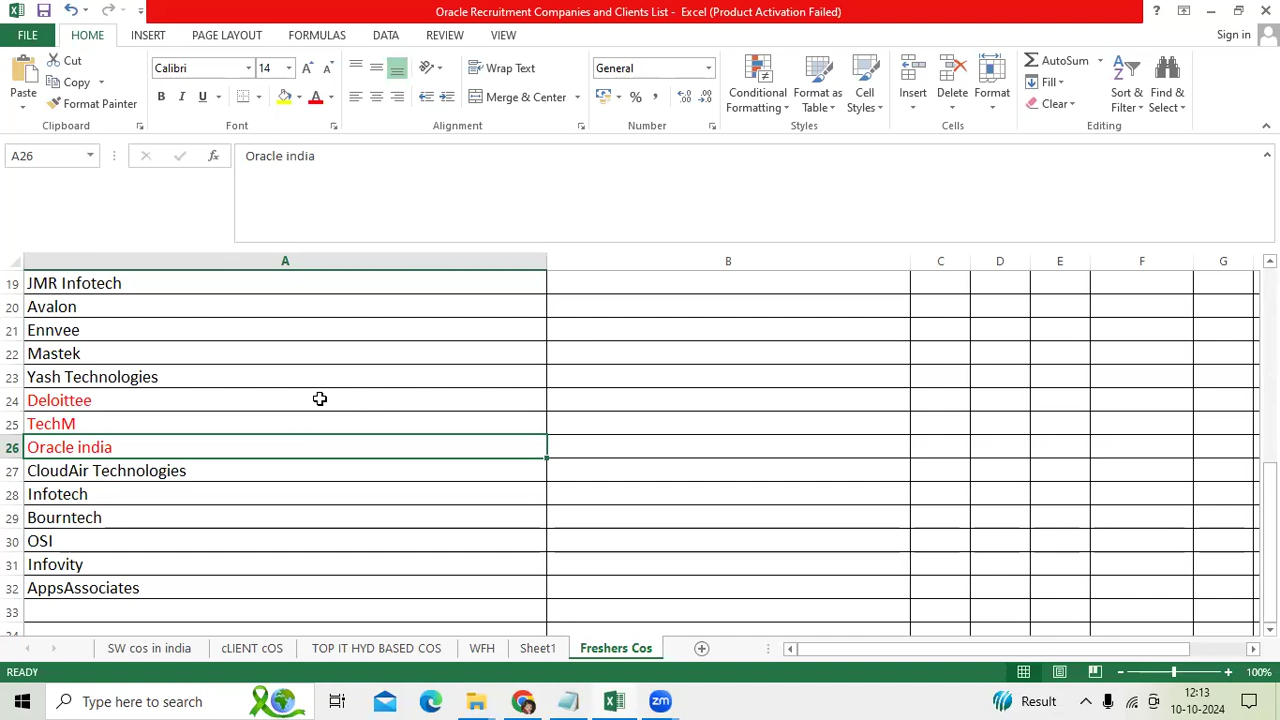 Oracle Recruitment Companies and Clients List - Excel (Product Activation Failed)
?
FILE HOME INSERT PAGE LAYOUT FORMULAS DATA REVIEW VIEW Sign in
Paste
Cut
Copy
Format Painter
Clipboard
Calibri 14
B I U
Font
Wrap Text
Merge & Center
Alignment
General
%
Number
Conditional Formatting
Format as Table
Cell Styles
Styles
Insert
Delete
Format
Cells
AutoSum
Fill
Clear
Sort & Filter
Find & Select
Editing
A26 fx Oracle india
A B C D E F G
19 JMR Infotech
20 Avalon
21 Ennvee
22 Mastek
23 Yash Technologies
24 Deloittee
25 TechM
26 Oracle india
27 CloudAir Technologies
28 Infotech
29 Bourntech
30 OSI
31 Infovity
32 AppsAssociates
33
34
SW cos in india cLIENT cOS TOP IT HYD BASED COS WFH Sheet1 Freshers Cos
READY 100%
Type here to search zm Result 12:13
10-10-2024